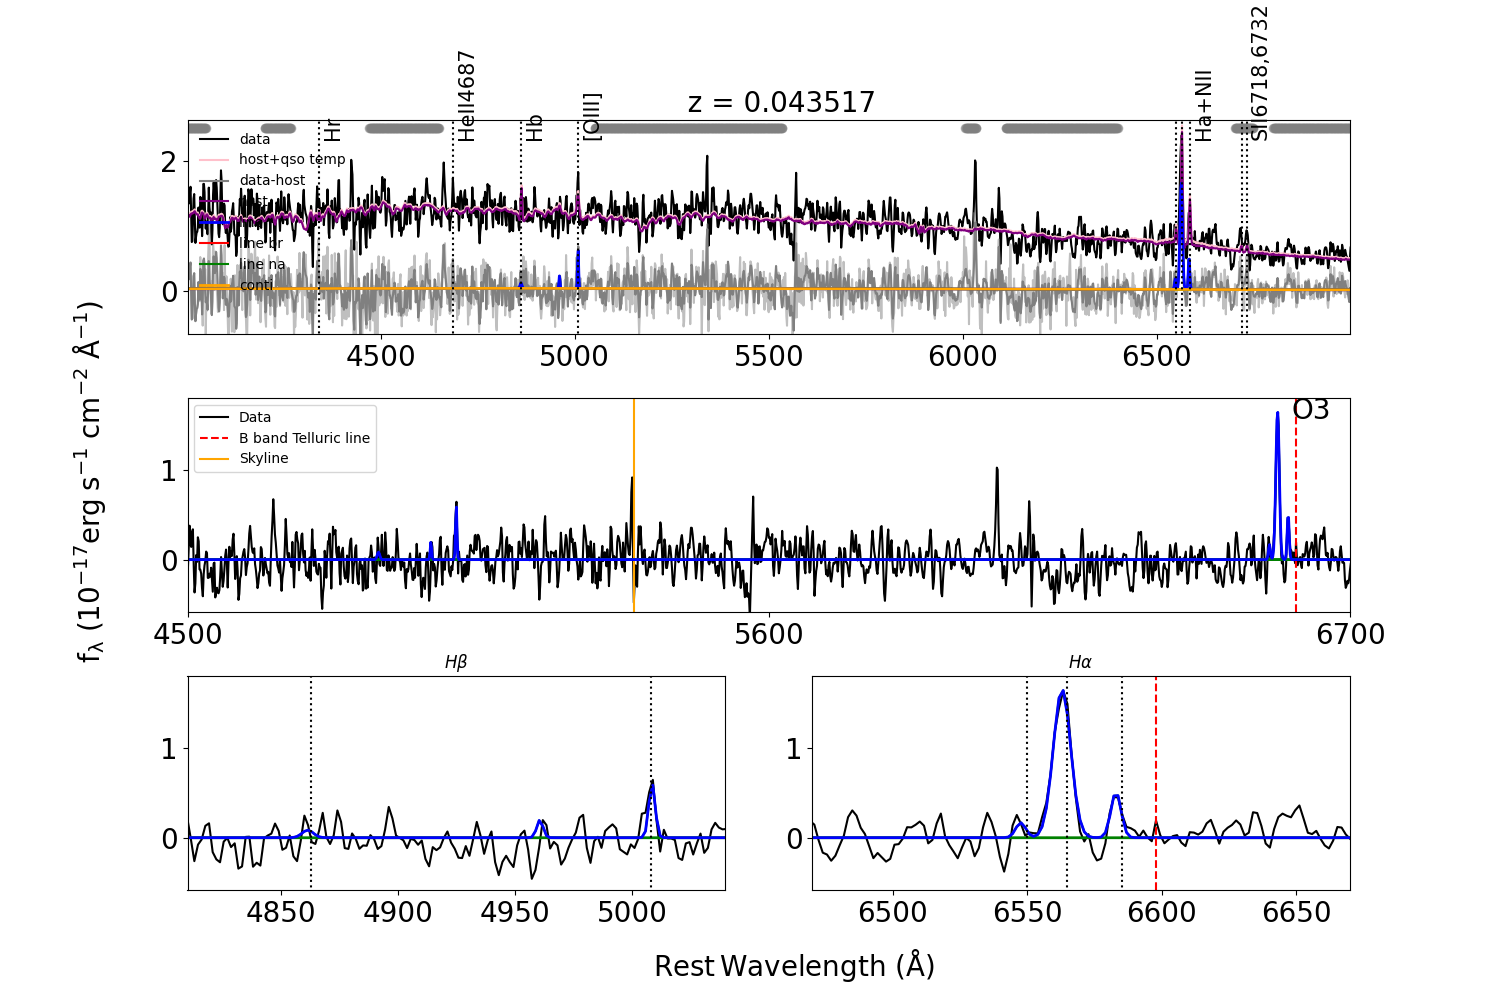 z = 0.043517
Hr
HeII4687
Hb
[OIII]
Ha+NII
SII6718,6732
data
host+qso temp
data-host
line br
line na
conti
2
0
4500 5000 5500 6000 6500
fλ (10⁻¹⁷erg s⁻¹ cm⁻² Å⁻¹)
Data
B band Telluric line
Skyline
O3
1
0
4500 5600 6700
Hβ
1
0
4850 4900 4950 5000
Hα
1
0
6500 6550 6600 6650
Rest Wavelength (Å)